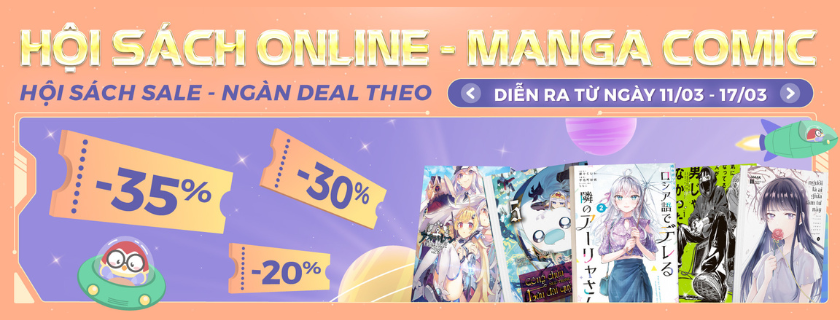 HỘI SÁCH ONLINE - MANGA COMIC
HỘI SÁCH SALE - NGÀN DEAL THEO
DIỄN RA TỪ NGÀY 11/03 - 17/03
-35%
-30%
-20%
ロシア語でデレる
隣のアーリャさん
2